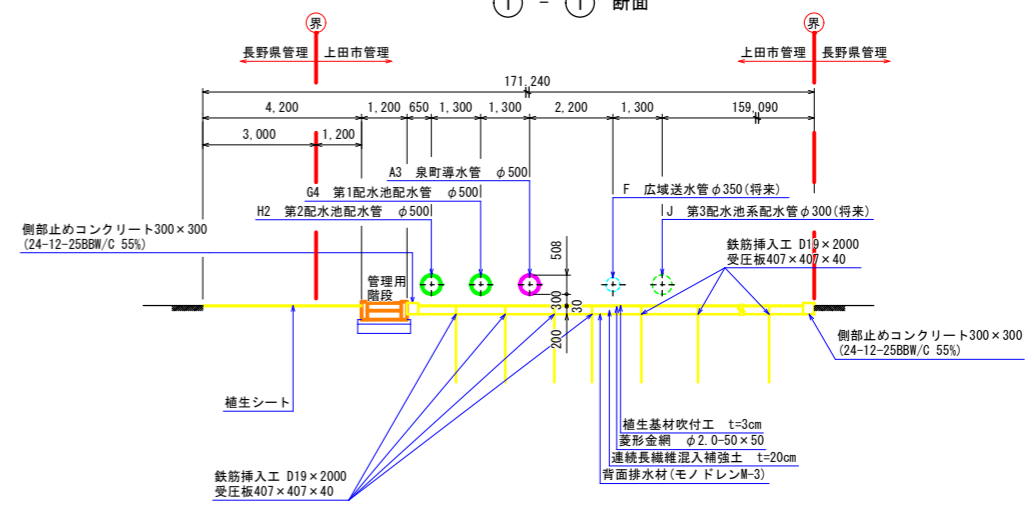 ① - ① 断面
界
界
長野県管理 上田市管理
上田市管理 長野県管理
171,240
4,200 1,200 650 1,300 1,300 2,200 1,300 159,090
3,000 1,200
A3 泉町導水管 φ500
G4 第1配水池配水管 φ500
H2 第2配水池配水管 φ500
F 広域送水管φ350(将来)
J 第3配水池系配水管φ300(将来)
側部止めコンクリート300×300
(24-12-25BBW/C 55%)
鉄筋挿入工 D19×2000
受圧板407×407×40
管理用
階段
508
300
30
200
側部止めコンクリート300×300
(24-12-25BBW/C 55%)
植生シート
植生基材吹付工 t=3cm
菱形金網 φ2.0-50×50
連続長繊維混入補強土 t=20cm
背面排水材(モノドレンM-3)
鉄筋挿入工 D19×2000
受圧板407×407×40